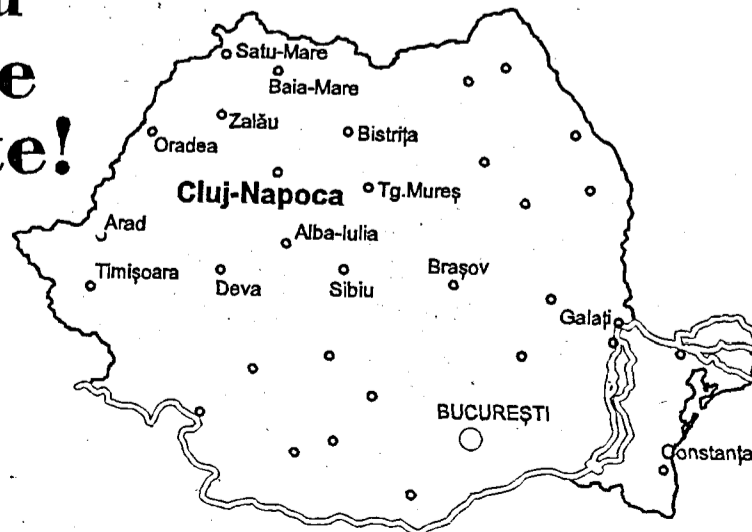 te!
Satu-Mare
Baia-Mare
Zalău
Oradea
Bistrița
Cluj-Napoca
Tg.Mureș
Arad
Alba-Iulia
Timișoara
Deva
Sibiu
Brașov
Galați
BUCUREȘTI
Constanța